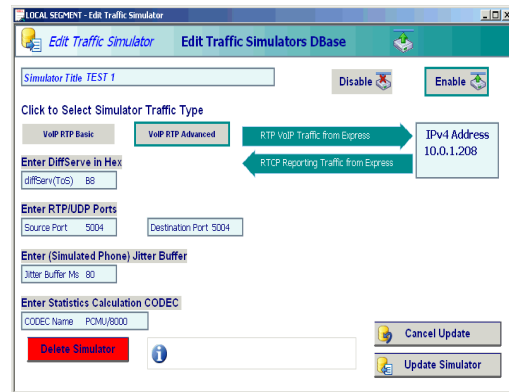 LOCAL SEGMENT - Edit Traffic Simulator
Edit Traffic Simulator Edit Traffic Simulators DBase
Simulator Title TEST 1
Disable Enable
Click to Select Simulator Traffic Type
VoIP RTP Basic VoIP RTP Advanced
RTP VoIP Traffic from Express
RTCP Reporting Traffic from Express
IPv4 Address
10.0.1.208
Enter DiffServe in Hex
diffServ(ToS) B8
Enter RTP/UDP Ports
Source Port 5004 Destination Port 5004
Enter (Simulated Phone) Jitter Buffer
Jitter Buffer Ms 80
Enter Statistics Calculation CODEC
CODEC Name PCMU/8000
Delete Simulator
Cancel Update
Update Simulator